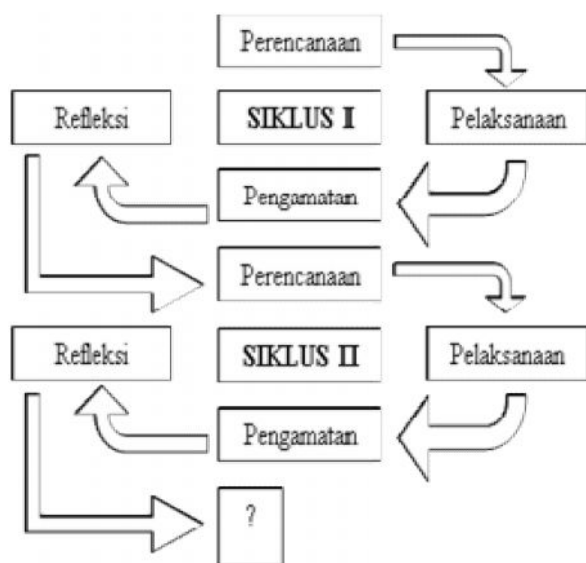 Perencanaan
Refleksi
SIKLUS I
Pelaksanaan
Pengamatan
Perencanaan
Refleksi
SIKLUS II
Pelaksanaan
Pengamatan
?